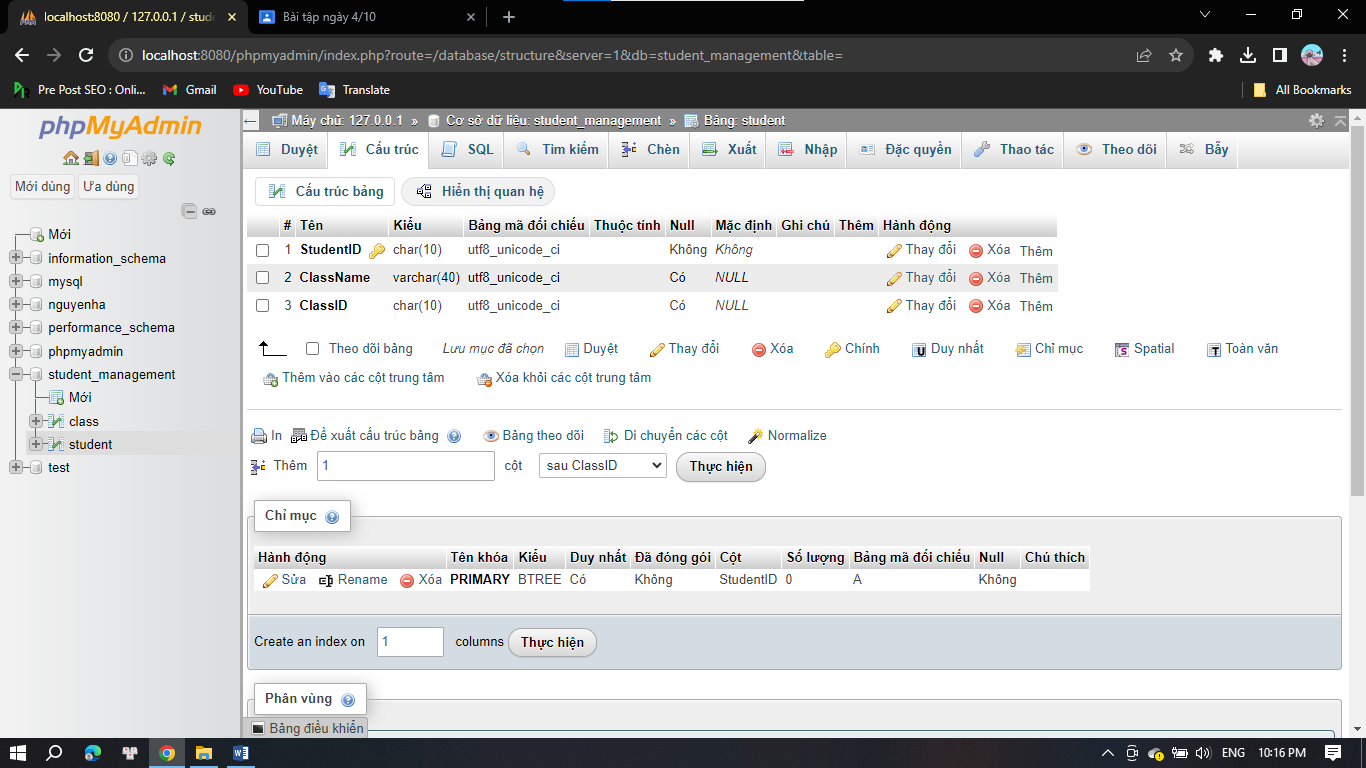 localhost:8080 / 127.0.0.1 / stude
Bài tập ngày 4/10
localhost:8080/phpmyadmin/index.php?route=/database/structure&server=1&db=student_management&table=
Pre Post SEO : Onli...
Gmail
YouTube
Translate
All Bookmarks
phpMyAdmin
Mới dùng
Ưa dùng
Mới
information_schema
mysql
nguyenha
performance_schema
phpmyadmin
student_management
Mới
class
student
test
Máy chủ: 127.0.0.1 » Cơ sở dữ liệu: student_management » Bảng: student
Duyệt Cấu trúc SQL Tìm kiếm Chèn Xuất Nhập Đặc quyền Thao tác Theo dõi Bẫy
Cấu trúc bảng Hiển thị quan hệ
# Tên Kiểu Bảng mã đối chiếu Thuộc tính Null Mặc định Ghi chú Thêm Hành động
1 StudentID char(10) utf8_unicode_ci Không Không Thay đổi Xóa Thêm
2 ClassName varchar(40) utf8_unicode_ci Có NULL Thay đổi Xóa Thêm
3 ClassID char(10) utf8_unicode_ci Có NULL Thay đổi Xóa Thêm
Theo dõi bảng Lưu mục đã chọn Duyệt Thay đổi Xóa Chính Duy nhất Chỉ mục Spatial Toàn văn
Thêm vào các cột trung tâm Xóa khỏi các cột trung tâm
In Đề xuất cấu trúc bảng Bảng theo dõi Di chuyển các cột Normalize
Thêm 1 cột sau ClassID Thực hiện
Chỉ mục
Hành động Tên khóa Kiểu Duy nhất Đã đóng gói Cột Số lượng Bảng mã đối chiếu Null Chú thích
Sửa Rename Xóa PRIMARY BTREE Có Không StudentID 0 A Không
Create an index on 1 columns Thực hiện
Phân vùng
Bảng điều khiển
ENG 10:16 PM